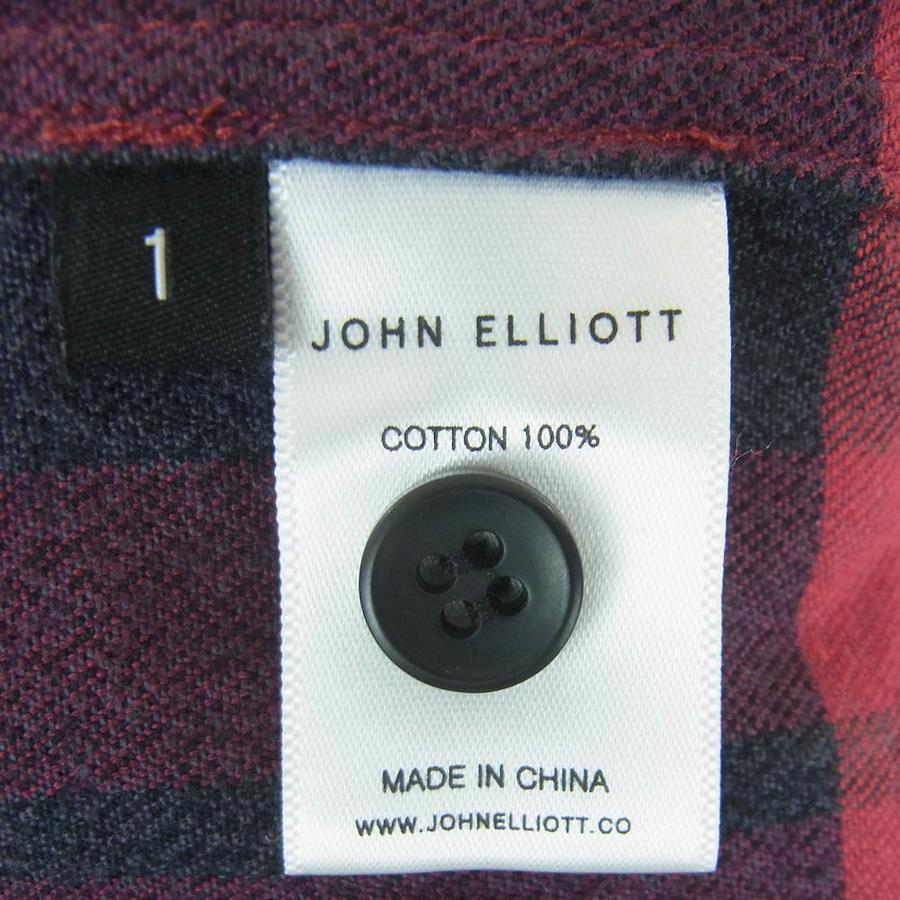 1
JOHN ELLIOTT
COTTON 100%
MADE IN CHINA
WWW.JOHNELLIOTT.CO